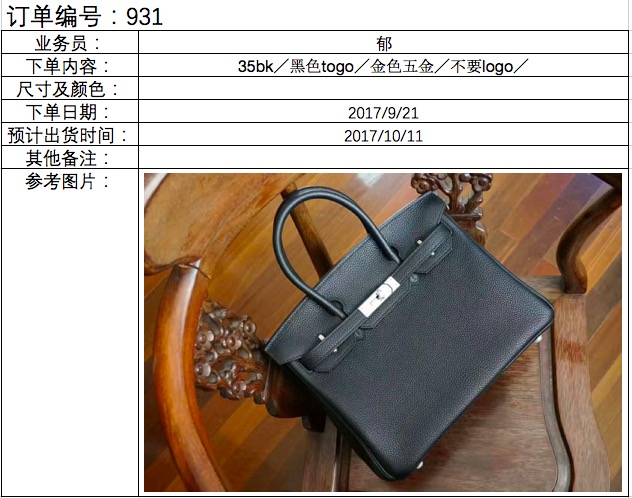 订单编号：931
业务员： 郁
下单内容： 35bk／黑色togo／金色五金／不要logo／
尺寸及颜色：
下单日期： 2017/9/21
预计出货时间： 2017/10/11
其他备注：
参考图片：